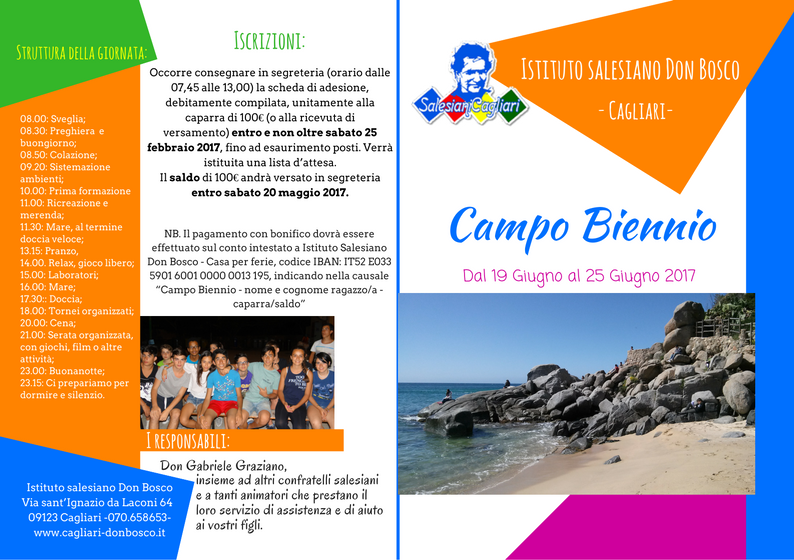 Struttura della giornata:
08.00: Sveglia;
08.30: Preghiera e
buongiorno;
08.50: Colazione;
09.20: Sistemazione
ambienti;
10.00: Prima formazione
11.00: Ricreazione e
merenda;
11.30: Mare, al termine
doccia veloce;
13.15: Pranzo,
14.00. Relax, gioco libero;
15.00: Laboratori;
16.00: Mare;
17.30:: Doccia;
18.00: Tornei organizzati;
20.00: Cena;
21.00: Serata organizzata,
con giochi, film o altre
attività;
23.00: Buonanotte;
23.15: Ci prepariamo per
dormire e silenzio.
Istituto salesiano Don Bosco
Via sant'Ignazio da Laconi 64
09123 Cagliari -070.658653-
www.cagliari-donbosco.it
Iscrizioni:
Occorre consegnare in segreteria (orario dalle
07,45 alle 13,00) la scheda di adesione,
debitamente compilata, unitamente alla
caparra di 100€ (o alla ricevuta di
versamento) entro e non oltre sabato 25
febbraio 2017, fino ad esaurimento posti. Verrà
istituita una lista d'attesa.
Il saldo di 100€ andrà versato in segreteria
entro sabato 20 maggio 2017.
NB. Il pagamento con bonifico dovrà essere
effettuato sul conto intestato a Istituto Salesiano
Don Bosco - Casa per ferie, codice IBAN: IT52 E033
5901 6001 0000 0013 195, indicando nella causale
“Campo Biennio - nome e cognome ragazzo/a -
caparra/saldo”
I responsabili:
Don Gabriele Graziano,
insieme ad altri confratelli salesiani
e a tanti animatori che prestano il
loro servizio di assistenza e di aiuto
ai vostri figli.
SalesianiCagliari
Istituto salesiano Don Bosco
- Cagliari-
Campo Biennio
Dal 19 Giugno al 25 Giugno 2017